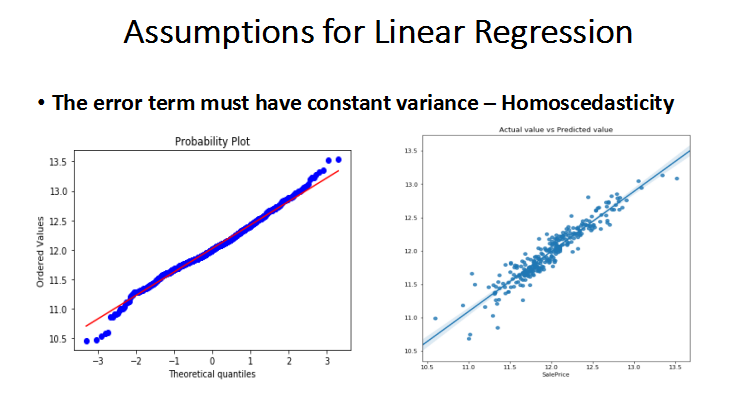 Assumptions for Linear Regression
• The error term must have constant variance – Homoscedasticity
Probability Plot
13.5
13.0
12.5
12.0
11.5
11.0
10.5
Ordered Values
−3 −2 −1 0 1 2 3
Theoretical quantiles
Actual value vs Predicted value
13.5
13.0
12.5
12.0
11.5
11.0
10.5
10.5 11.0 11.5 12.0 12.5 13.0 13.5
SalePrice